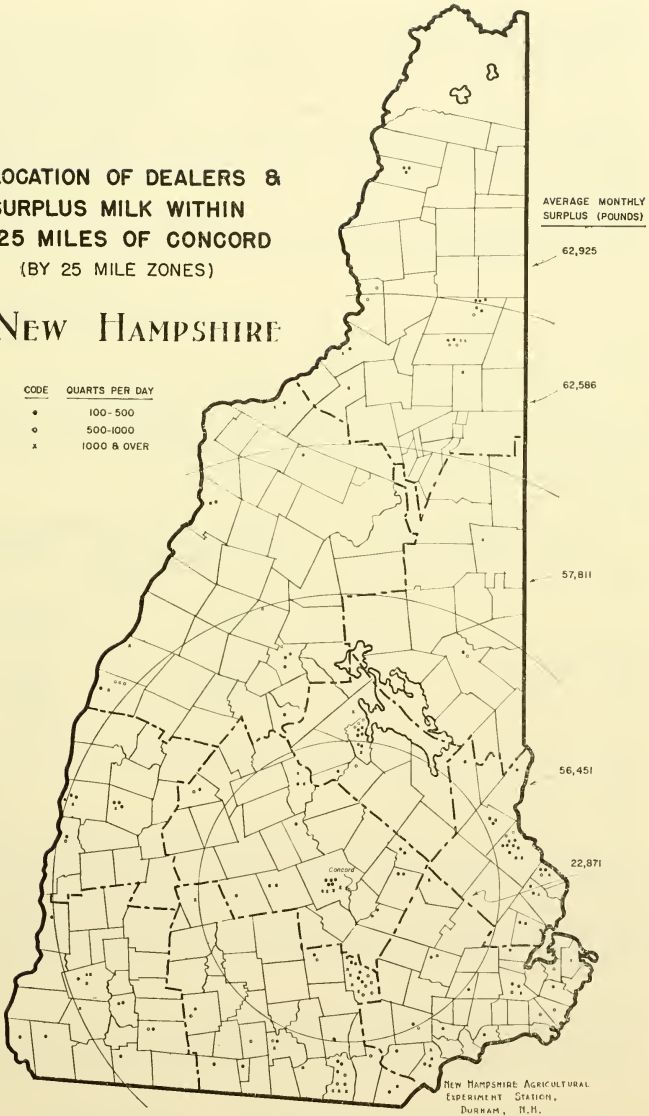 LOCATION OF DEALERS &
SURPLUS MILK WITHIN
25 MILES OF CONCORD
(BY 25 MILE ZONES)
NEW HAMPSHIRE
CODE QUARTS PER DAY
• 100-500
o 500-1000
x 1000 & OVER
AVERAGE MONTHLY
SURPLUS (POUNDS)
62,925
62,586
57,811
56,451
22,871
Concord
NEW HAMPSHIRE AGRICULTURAL
EXPERIMENT STATION,
DURHAM, N.H.